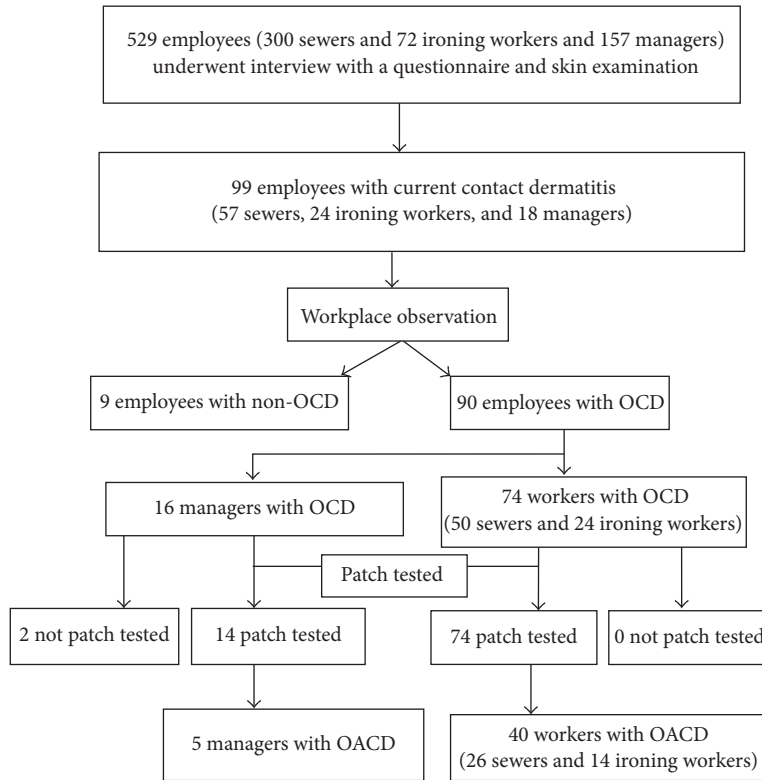 529 employees (300 sewers and 72 ironing workers and 157 managers)
underwent interview with a questionnaire and skin examination
99 employees with current contact dermatitis
(57 sewers, 24 ironing workers, and 18 managers)
Workplace observation
9 employees with non-OCD
90 employees with OCD
16 managers with OCD
74 workers with OCD
(50 sewers and 24 ironing workers)
Patch tested
2 not patch tested
14 patch tested
74 patch tested
0 not patch tested
5 managers with OACD
40 workers with OACD
(26 sewers and 14 ironing workers)